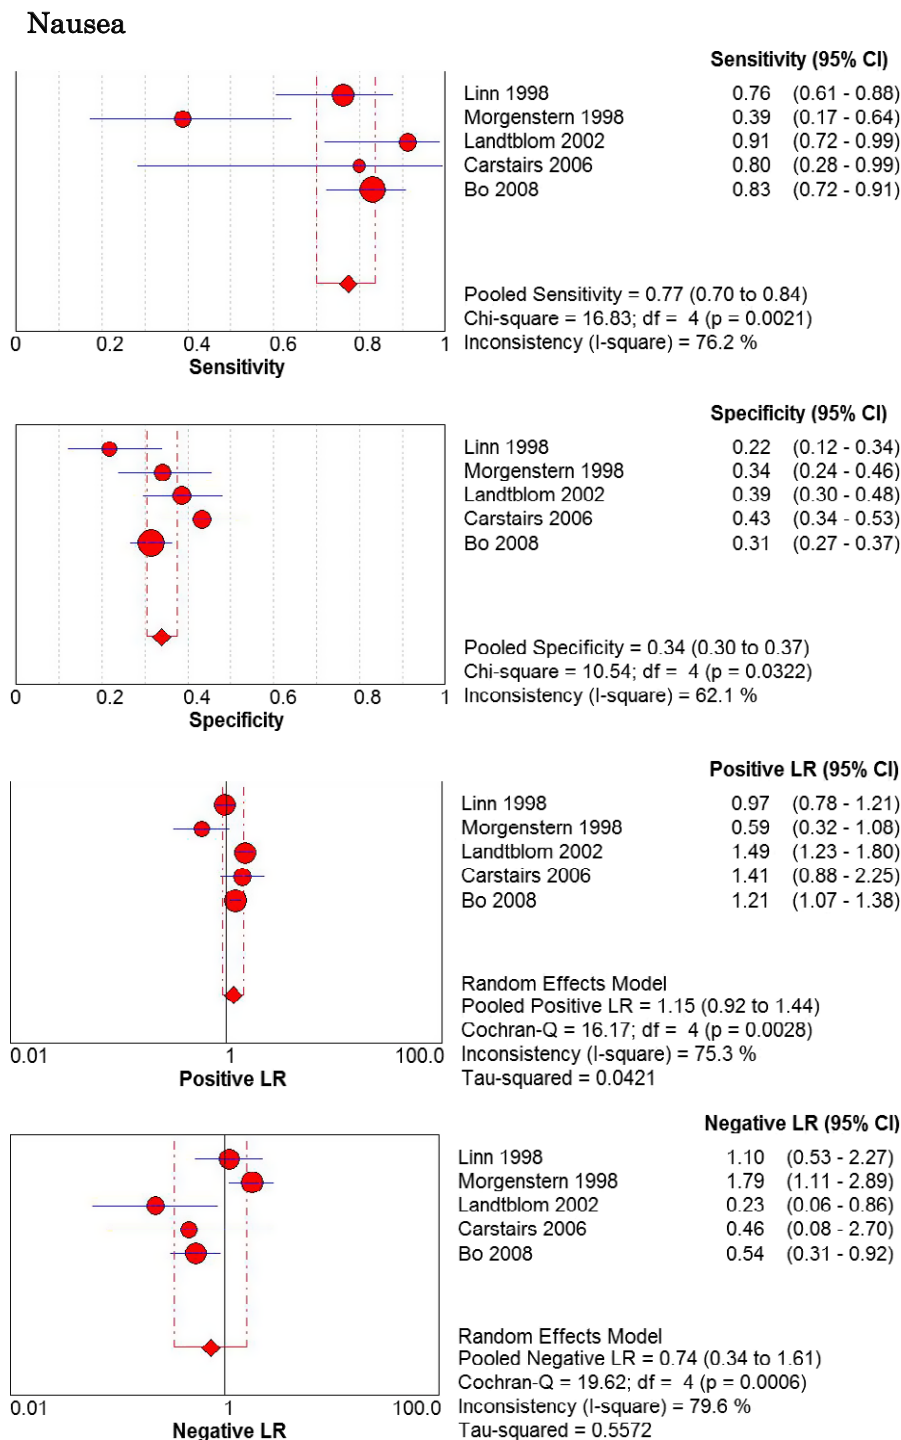 Nausea
Sensitivity (95% CI)
Linn 1998 0.76 (0.61 - 0.88)
Morgenstern 1998 0.39 (0.17 - 0.64)
Landtblom 2002 0.91 (0.72 - 0.99)
Carstairs 2006 0.80 (0.28 - 0.99)
Bo 2008 0.83 (0.72 - 0.91)
Pooled Sensitivity = 0.77 (0.70 to 0.84)
Chi-square = 16.83; df = 4 (p = 0.0021)
Inconsistency (I-square) = 76.2 %
0 0.2 0.4 0.6 0.8 1
Sensitivity
Specificity (95% CI)
Linn 1998 0.22 (0.12 - 0.34)
Morgenstern 1998 0.34 (0.24 - 0.46)
Landtblom 2002 0.39 (0.30 - 0.48)
Carstairs 2006 0.43 (0.34 - 0.53)
Bo 2008 0.31 (0.27 - 0.37)
Pooled Specificity = 0.34 (0.30 to 0.37)
Chi-square = 10.54; df = 4 (p = 0.0322)
Inconsistency (I-square) = 62.1 %
0 0.2 0.4 0.6 0.8 1
Specificity
Positive LR (95% CI)
Linn 1998 0.97 (0.78 - 1.21)
Morgenstern 1998 0.59 (0.32 - 1.08)
Landtblom 2002 1.49 (1.23 - 1.80)
Carstairs 2006 1.41 (0.88 - 2.25)
Bo 2008 1.21 (1.07 - 1.38)
Random Effects Model
Pooled Positive LR = 1.15 (0.92 to 1.44)
Cochran-Q = 16.17; df = 4 (p = 0.0028)
Inconsistency (I-square) = 75.3 %
Tau-squared = 0.0421
0.01 1 100.0
Positive LR
Negative LR (95% CI)
Linn 1998 1.10 (0.53 - 2.27)
Morgenstern 1998 1.79 (1.11 - 2.89)
Landtblom 2002 0.23 (0.06 - 0.86)
Carstairs 2006 0.46 (0.08 - 2.70)
Bo 2008 0.54 (0.31 - 0.92)
Random Effects Model
Pooled Negative LR = 0.74 (0.34 to 1.61)
Cochran-Q = 19.62; df = 4 (p = 0.0006)
Inconsistency (I-square) = 79.6 %
Tau-squared = 0.5572
0.01 1 100.0
Negative LR